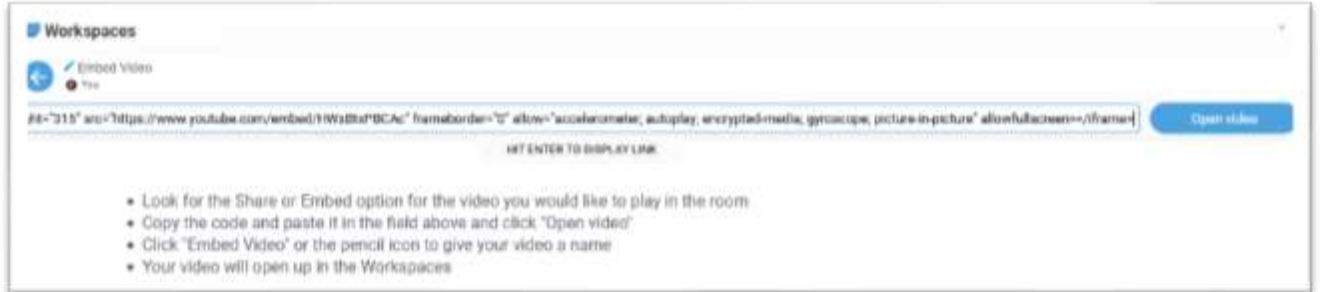 Workspaces
Embed Video
You
"315" src="https://www.youtube.com/embed/ frameborder="0" allow="accelerometer; autoplay; encrypted-media; gyroscope; picture-in-picture" allowfullscreen></iframe>
Open video
HIT ENTER TO DISPLAY LINK
• Look for the Share or Embed option for the video you would like to play in the room
• Copy the code and paste it in the field above and click "Open video"
• Click "Embed Video" or the pencil icon to give your video a name
• Your video will open up in the Workspaces